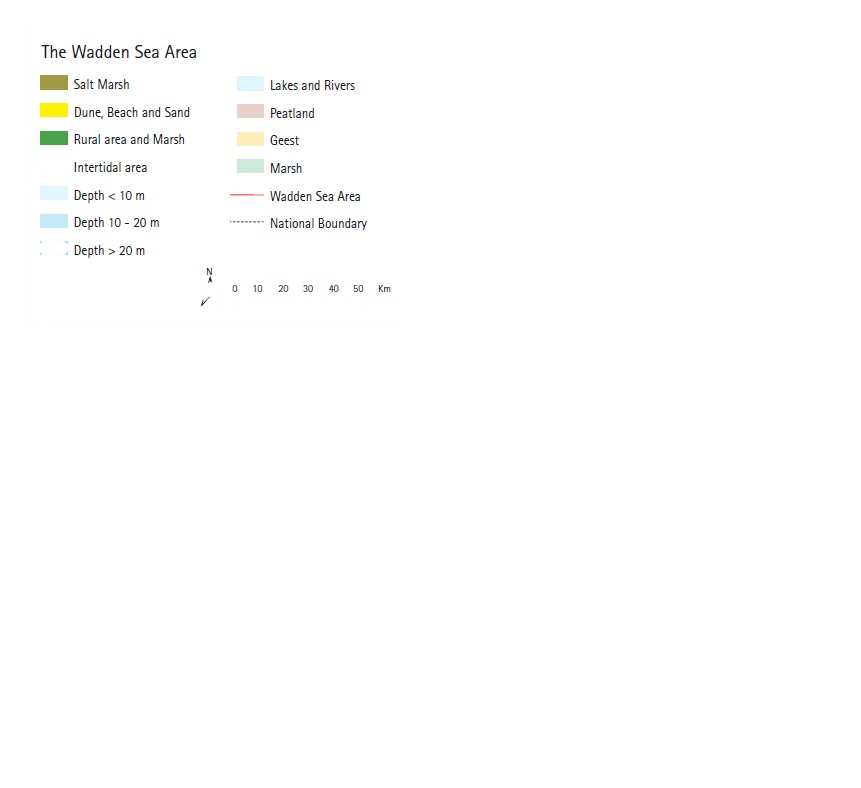 The Wadden Sea Area
Salt Marsh
Dune, Beach and Sand
Rural area and Marsh
Intertidal area
Depth < 10 m
Depth 10 - 20 m
Depth > 20 m
Lakes and Rivers
Peatland
Geest
Marsh
Wadden Sea Area
National Boundary
N
0 10 20 30 40 50 Km